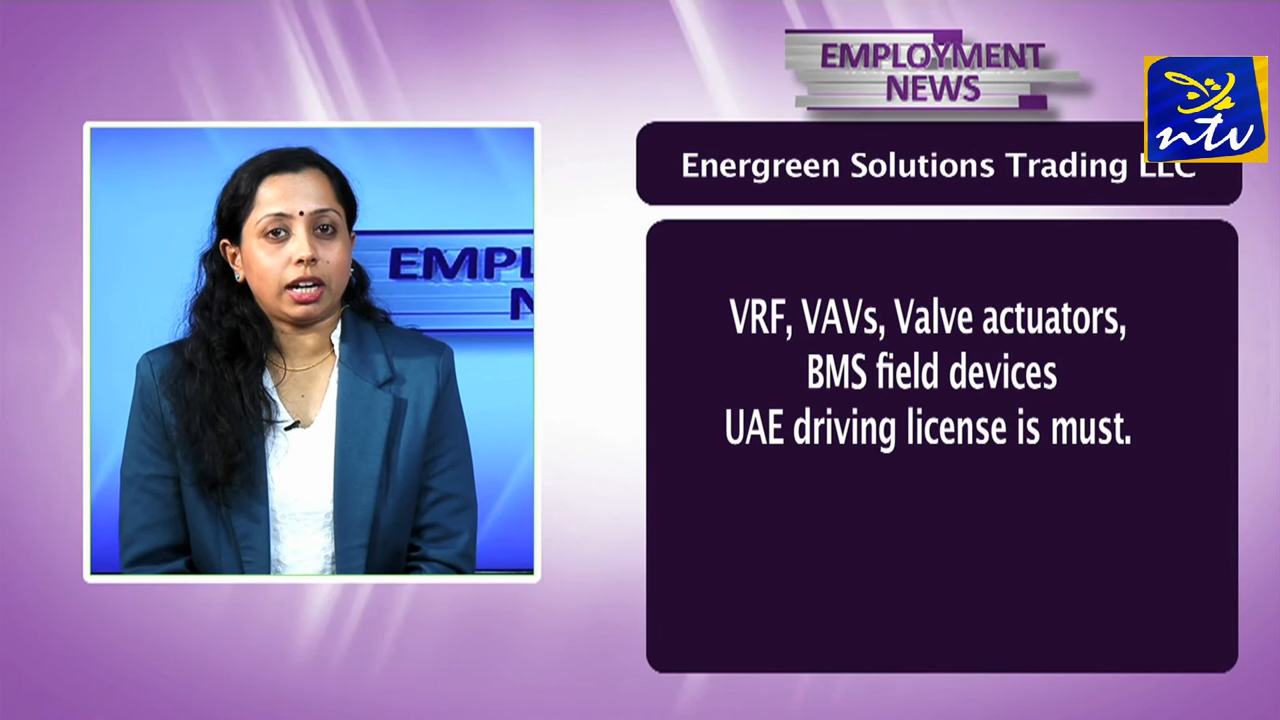 EMPLOYMENT
NEWS
ntv
Energreen Solutions Trading LLC
EMPL
N
VRF, VAVs, Valve actuators,
BMS field devices
UAE driving license is must.